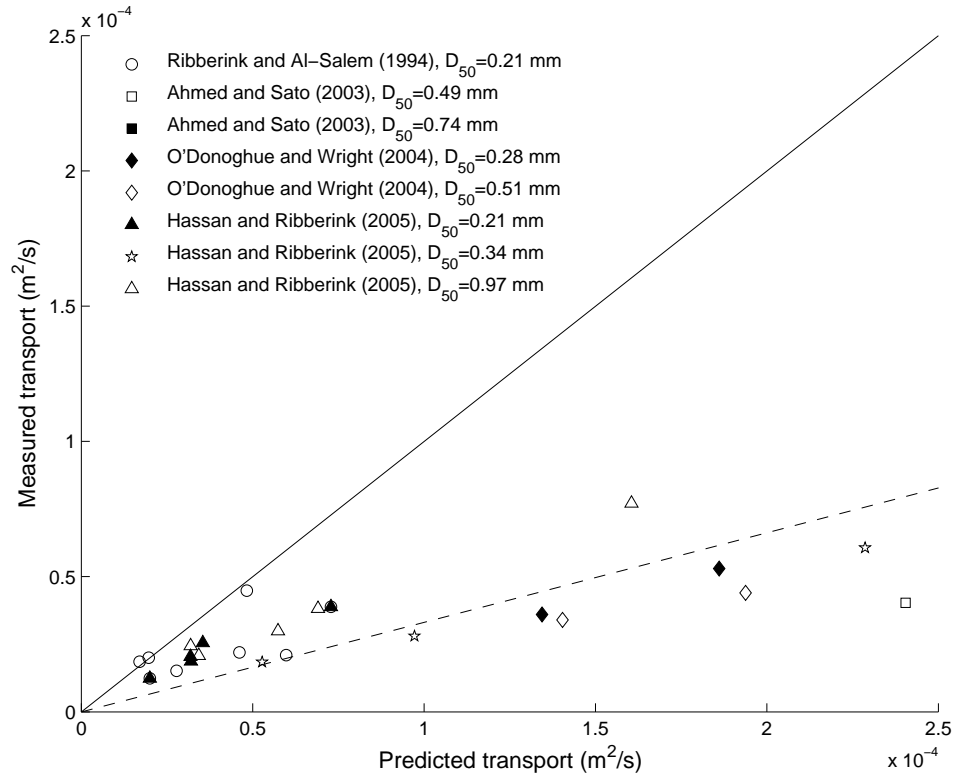 x 10⁻⁴
2.5
2
1.5
1
0.5
0
Measured transport (m²/s)
Ribberink and Al−Salem (1994), D₅₀=0.21 mm
Ahmed and Sato (2003), D₅₀=0.49 mm
Ahmed and Sato (2003), D₅₀=0.74 mm
O'Donoghue and Wright (2004), D₅₀=0.28 mm
O'Donoghue and Wright (2004), D₅₀=0.51 mm
Hassan and Ribberink (2005), D₅₀=0.21 mm
Hassan and Ribberink (2005), D₅₀=0.34 mm
Hassan and Ribberink (2005), D₅₀=0.97 mm
0 0.5 1 1.5 2 2.5
Predicted transport (m²/s)
x 10⁻⁴